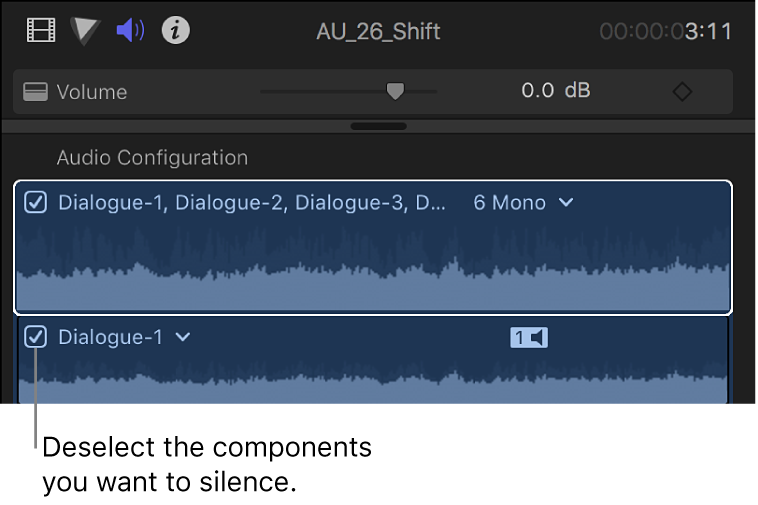 AU_26_Shift
00:00:03:11
Volume
0.0 dB
Audio Configuration
Dialogue-1, Dialogue-2, Dialogue-3, D... 6 Mono
Dialogue-1
1
Deselect the components
you want to silence.